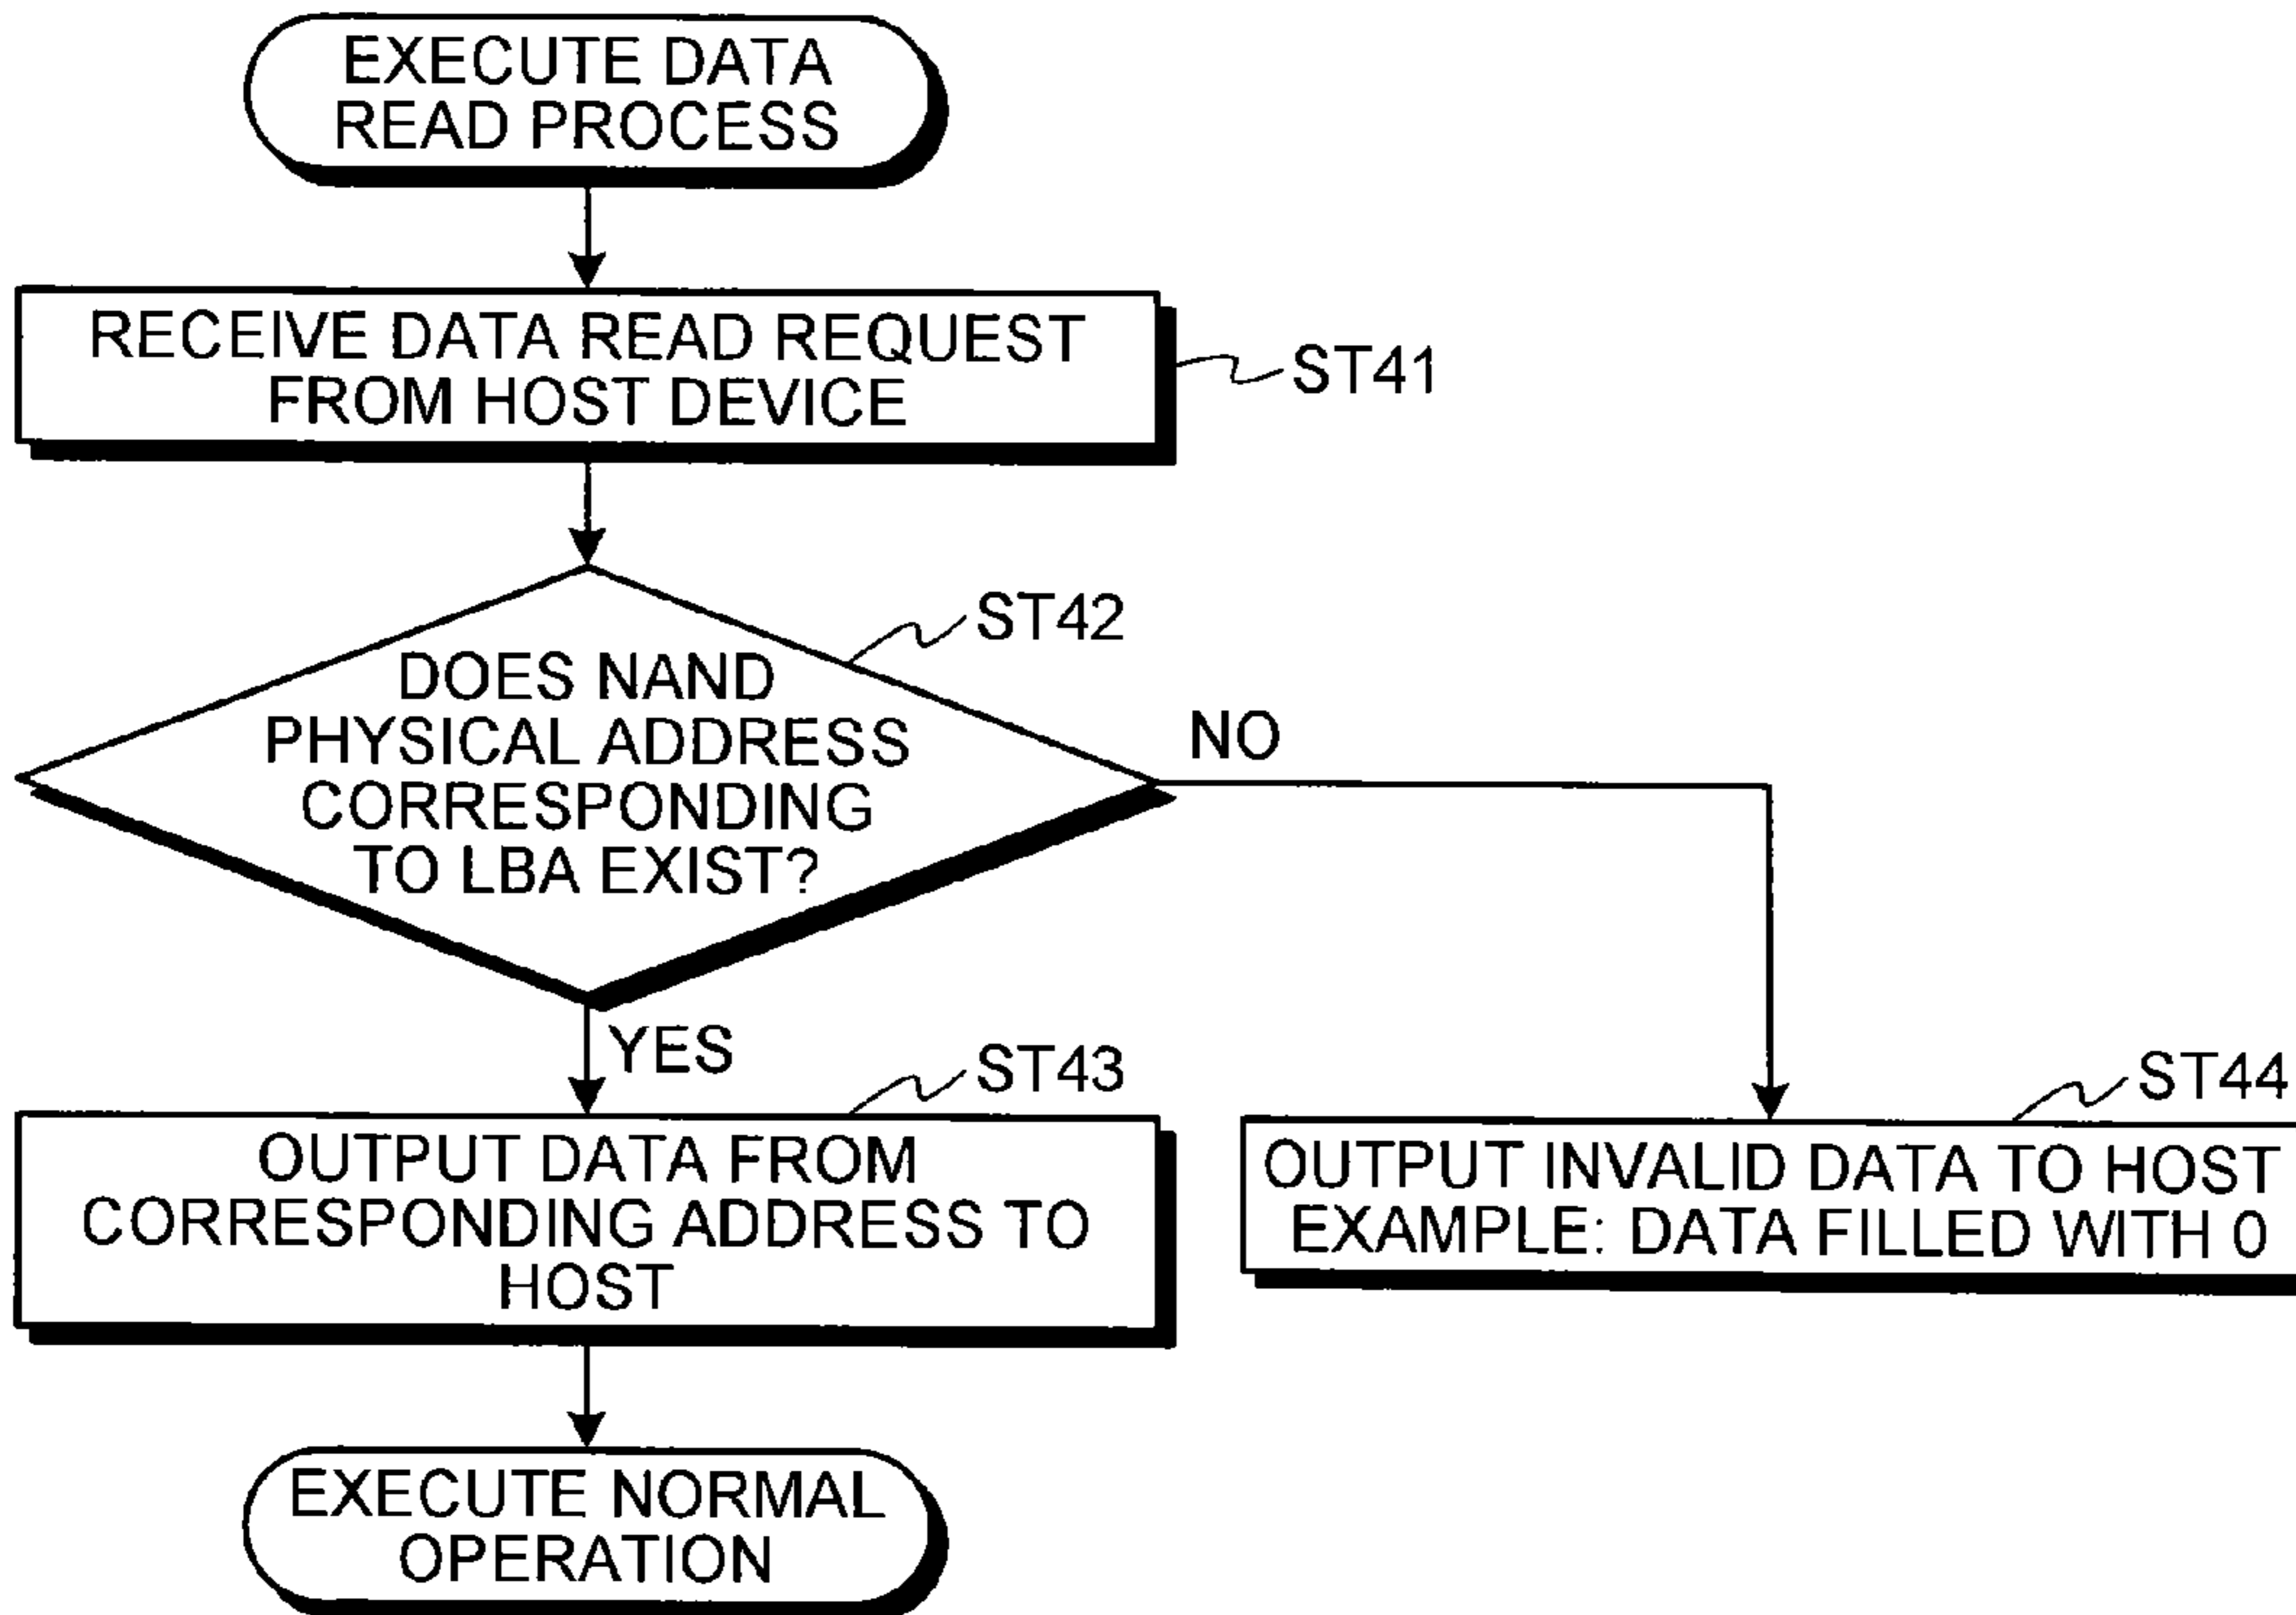 EXECUTE DATA
READ PROCESS
RECEIVE DATA READ REQUEST
FROM HOST DEVICE
ST41
ST42
DOES NAND
PHYSICAL ADDRESS
CORRESPONDING
TO LBA EXIST?
NO
YES
ST43
OUTPUT DATA FROM
CORRESPONDING ADDRESS TO
HOST
ST44
OUTPUT INVALID DATA TO HOST
EXAMPLE: DATA FILLED WITH 0
EXECUTE NORMAL
OPERATION